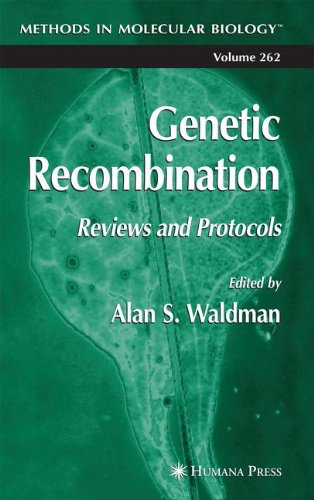 METHODS IN MOLECULAR BIOLOGY™
Volume 262
Genetic
Recombination
Reviews and Protocols
Edited by
Alan S. Waldman
HUMANA PRESS